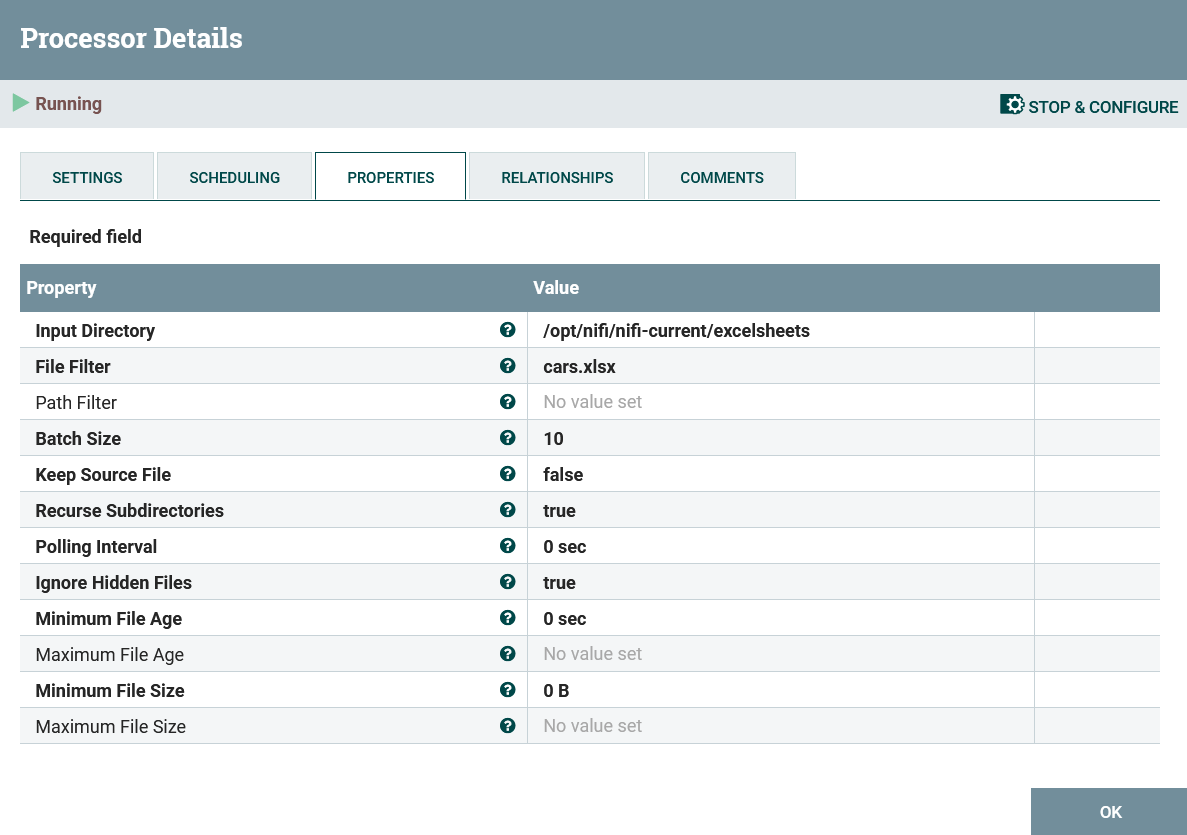 Processor Details
Running
STOP & CONFIGURE
SETTINGS SCHEDULING PROPERTIES RELATIONSHIPS COMMENTS
Required field
Property Value
Input Directory ? /opt/nifi/nifi-current/excelsheets
File Filter ? cars.xlsx
Path Filter ? No value set
Batch Size ? 10
Keep Source File ? false
Recurse Subdirectories ? true
Polling Interval ? 0 sec
Ignore Hidden Files ? true
Minimum File Age ? 0 sec
Maximum File Age ? No value set
Minimum File Size ? 0 B
Maximum File Size ? No value set
OK